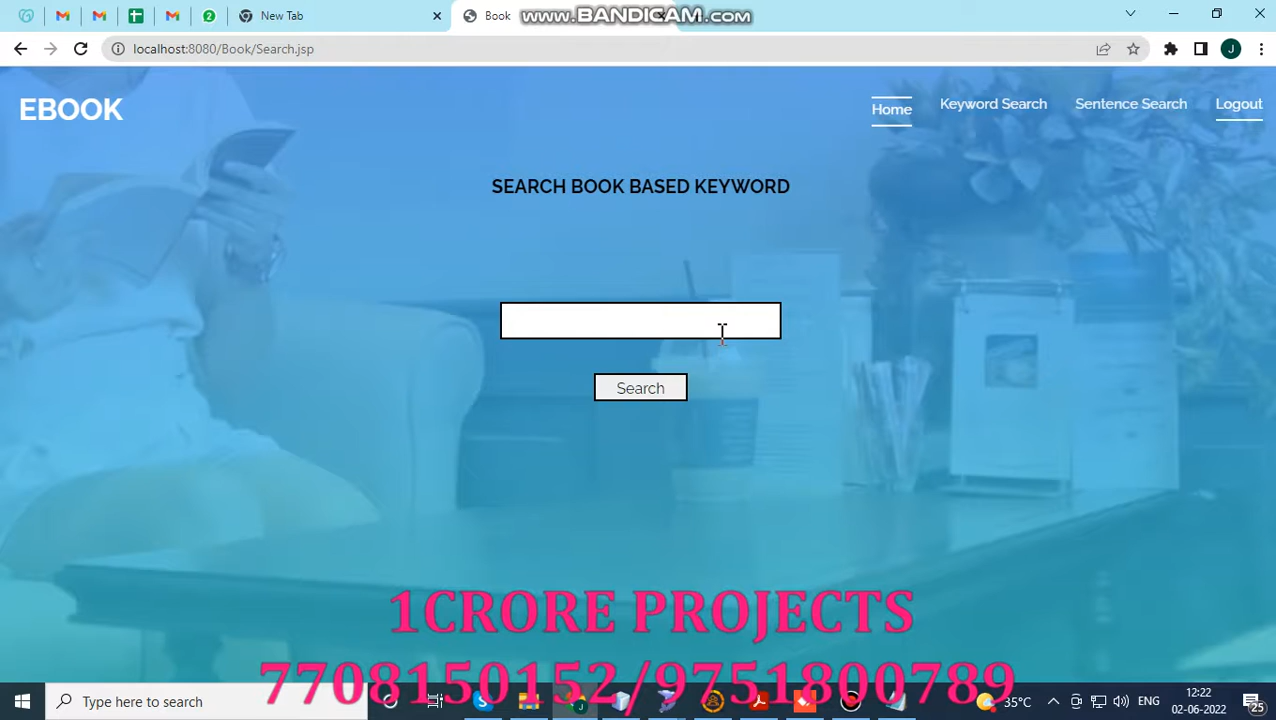 New Tab
Book
www.BANDICAM.com
localhost:8080/Book/Search.jsp
EBOOK
Home
Keyword Search
Sentence Search
Logout
SEARCH BOOK BASED KEYWORD
Search
1CRORE PROJECTS
7708150152/9751800789
Type here to search
35°C
ENG
12:22
02-06-2022
25
2
J